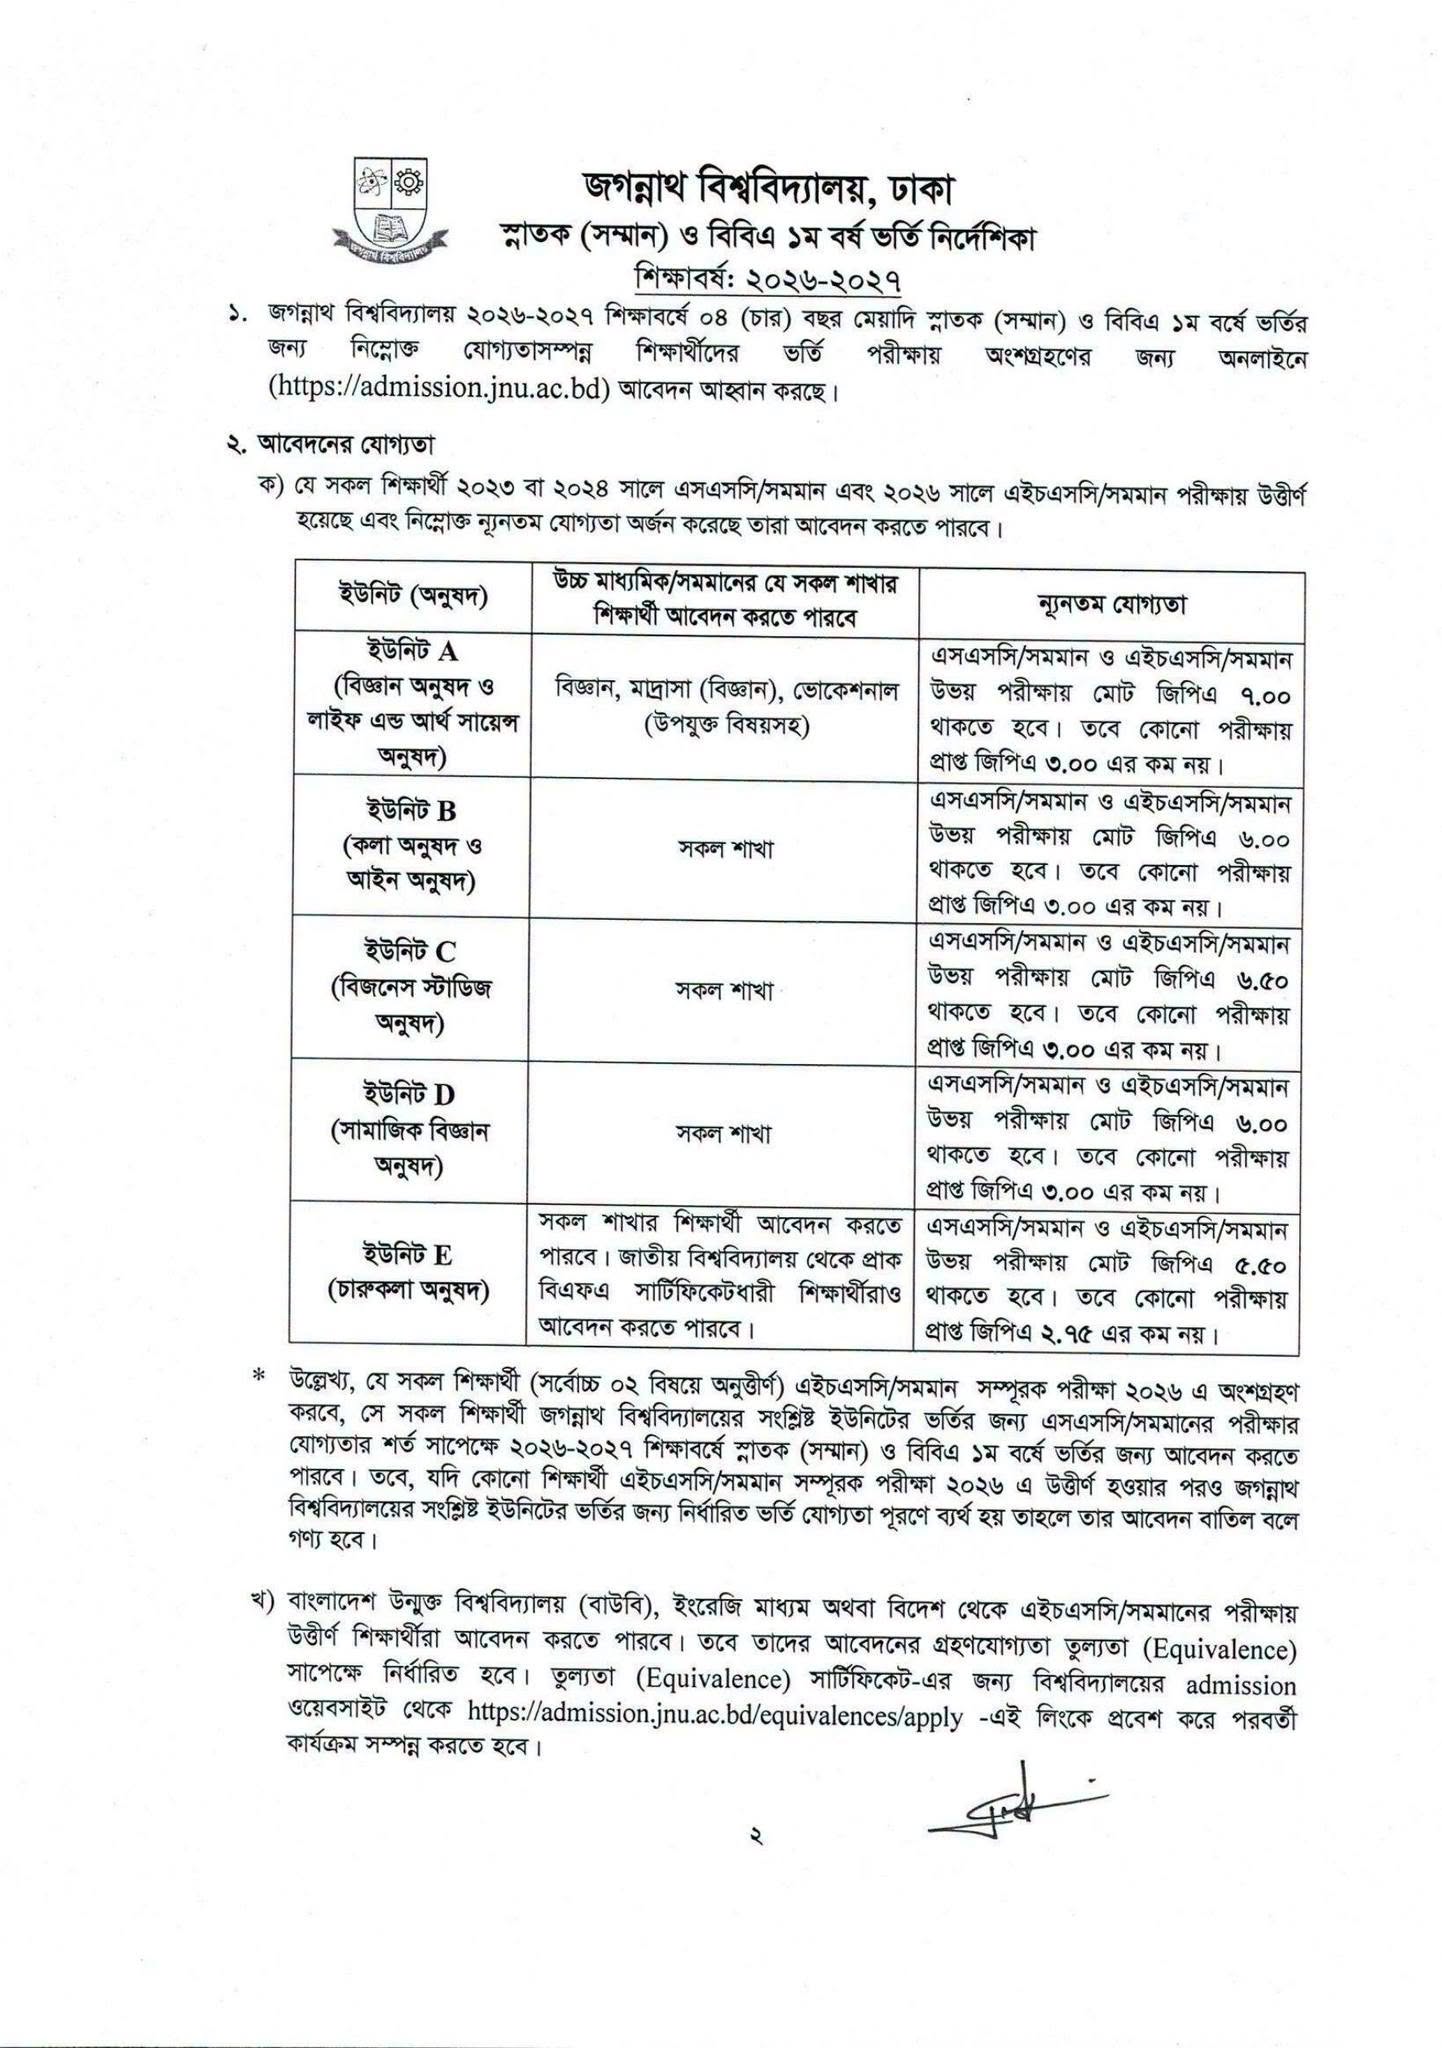 জগন্নাথ বিশ্ববিদ্যালয়, ঢাকা
স্নাতক (সম্মান) ও বিবিএ ১ম বর্ষ ভর্তি নির্দেশিকা
শিক্ষাবর্ষ: ২০২৬-২০২৭
জগন্নাথ বিশ্ববিদ্যালয়
১. জগন্নাথ বিশ্ববিদ্যালয় ২০২৬-২০২৭ শিক্ষাবর্ষে ০৪ (চার) বছর মেয়াদি স্নাতক (সম্মান) ও বিবিএ ১ম বর্ষে ভর্তির
জন্য নিম্নোক্ত যোগ্যতাসম্পন্ন শিক্ষার্থীদের ভর্তি পরীক্ষায় অংশগ্রহণের জন্য অনলাইনে
(https://admission.jnu.ac.bd) আবেদন আহ্বান করছে।
২. আবেদনের যোগ্যতা
ক) যে সকল শিক্ষার্থী ২০২৩ বা ২০২৪ সালে এসএসসি/সমমান এবং ২০২৬ সালে এইচএসসি/সমমান পরীক্ষায় উত্তীর্ণ
হয়েছে এবং নিম্নোক্ত ন্যূনতম যোগ্যতা অর্জন করেছে তারা আবেদন করতে পারবে।
ইউনিট (অনুষদ)
উচ্চ মাধ্যমিক/সমমানের যে সকল শাখার
শিক্ষার্থী আবেদন করতে পারবে
ন্যূনতম যোগ্যতা
ইউনিট A
(বিজ্ঞান অনুষদ ও
লাইফ এন্ড আর্থ সায়েন্স
অনুষদ)
বিজ্ঞান, মাদ্রাসা (বিজ্ঞান), ভোকেশনাল
(উপযুক্ত বিষয়সহ)
এসএসসি/সমমান ও এইচএসসি/সমমান
উভয় পরীক্ষায় মোট জিপিএ ৭.০০
থাকতে হবে। তবে কোনো পরীক্ষায়
প্রাপ্ত জিপিএ ৩.০০ এর কম নয়।
ইউনিট B
(কলা অনুষদ ও
আইন অনুষদ)
সকল শাখা
এসএসসি/সমমান ও এইচএসসি/সমমান
উভয় পরীক্ষায় মোট জিপিএ ৬.০০
থাকতে হবে। তবে কোনো পরীক্ষায়
প্রাপ্ত জিপিএ ৩.০০ এর কম নয়।
ইউনিট C
(বিজনেস স্টাডিজ
অনুষদ)
সকল শাখা
এসএসসি/সমমান ও এইচএসসি/সমমান
উভয় পরীক্ষায় মোট জিপিএ ৬.৫০
থাকতে হবে। তবে কোনো পরীক্ষায়
প্রাপ্ত জিপিএ ৩.০০ এর কম নয়।
ইউনিট D
(সামাজিক বিজ্ঞান
অনুষদ)
সকল শাখা
এসএসসি/সমমান ও এইচএসসি/সমমান
উভয় পরীক্ষায় মোট জিপিএ ৬.০০
থাকতে হবে। তবে কোনো পরীক্ষায়
প্রাপ্ত জিপিএ ৩.০০ এর কম নয়।
ইউনিট E
(চারুকলা অনুষদ)
সকল শাখার শিক্ষার্থী আবেদন করতে
পারবে। জাতীয় বিশ্ববিদ্যালয় থেকে প্রাক
বিএফএ সার্টিফিকেটধারী শিক্ষার্থীরাও
আবেদন করতে পারবে।
এসএসসি/সমমান ও এইচএসসি/সমমান
উভয় পরীক্ষায় মোট জিপিএ ৫.৫০
থাকতে হবে। তবে কোনো পরীক্ষায়
প্রাপ্ত জিপিএ ২.৭৫ এর কম নয়।
* উল্লেখ্য, যে সকল শিক্ষার্থী (সর্বোচ্চ ০২ বিষয়ে অনুত্তীর্ণ) এইচএসসি/সমমান সম্পূরক পরীক্ষা ২০২৬ এ অংশগ্রহণ
করবে, সে সকল শিক্ষার্থী জগন্নাথ বিশ্ববিদ্যালয়ের সংশ্লিষ্ট ইউনিটের ভর্তির জন্য এসএসসি/সমমানের পরীক্ষার
যোগ্যতার শর্ত সাপেক্ষে ২০২৬-২০২৭ শিক্ষাবর্ষে স্নাতক (সম্মান) ও বিবিএ ১ম বর্ষে ভর্তির জন্য আবেদন করতে
পারবে। তবে, যদি কোনো শিক্ষার্থী এইচএসসি/সমমান সম্পূরক পরীক্ষা ২০২৬ এ উত্তীর্ণ হওয়ার পরও জগন্নাথ
বিশ্ববিদ্যালয়ের সংশ্লিষ্ট ইউনিটের ভর্তির জন্য নির্ধারিত ভর্তি যোগ্যতা পূরণে ব্যর্থ হয় তাহলে তার আবেদন বাতিল বলে
গণ্য হবে।
খ) বাংলাদেশ উন্মুক্ত বিশ্ববিদ্যালয় (বাউবি), ইংরেজি মাধ্যম অথবা বিদেশ থেকে এইচএসসি/সমমানের পরীক্ষায়
উত্তীর্ণ শিক্ষার্থীরা আবেদন করতে পারবে। তবে তাদের আবেদনের গ্রহণযোগ্যতা তুল্যতা (Equivalence)
সাপেক্ষে নির্ধারিত হবে। তুল্যতা (Equivalence) সার্টিফিকেট-এর জন্য বিশ্ববিদ্যালয়ের admission
ওয়েবসাইট থেকে https://admission.jnu.ac.bd/equivalences/apply -এই লিংকে প্রবেশ করে পরবর্তী
কার্যক্রম সম্পন্ন করতে হবে।
২